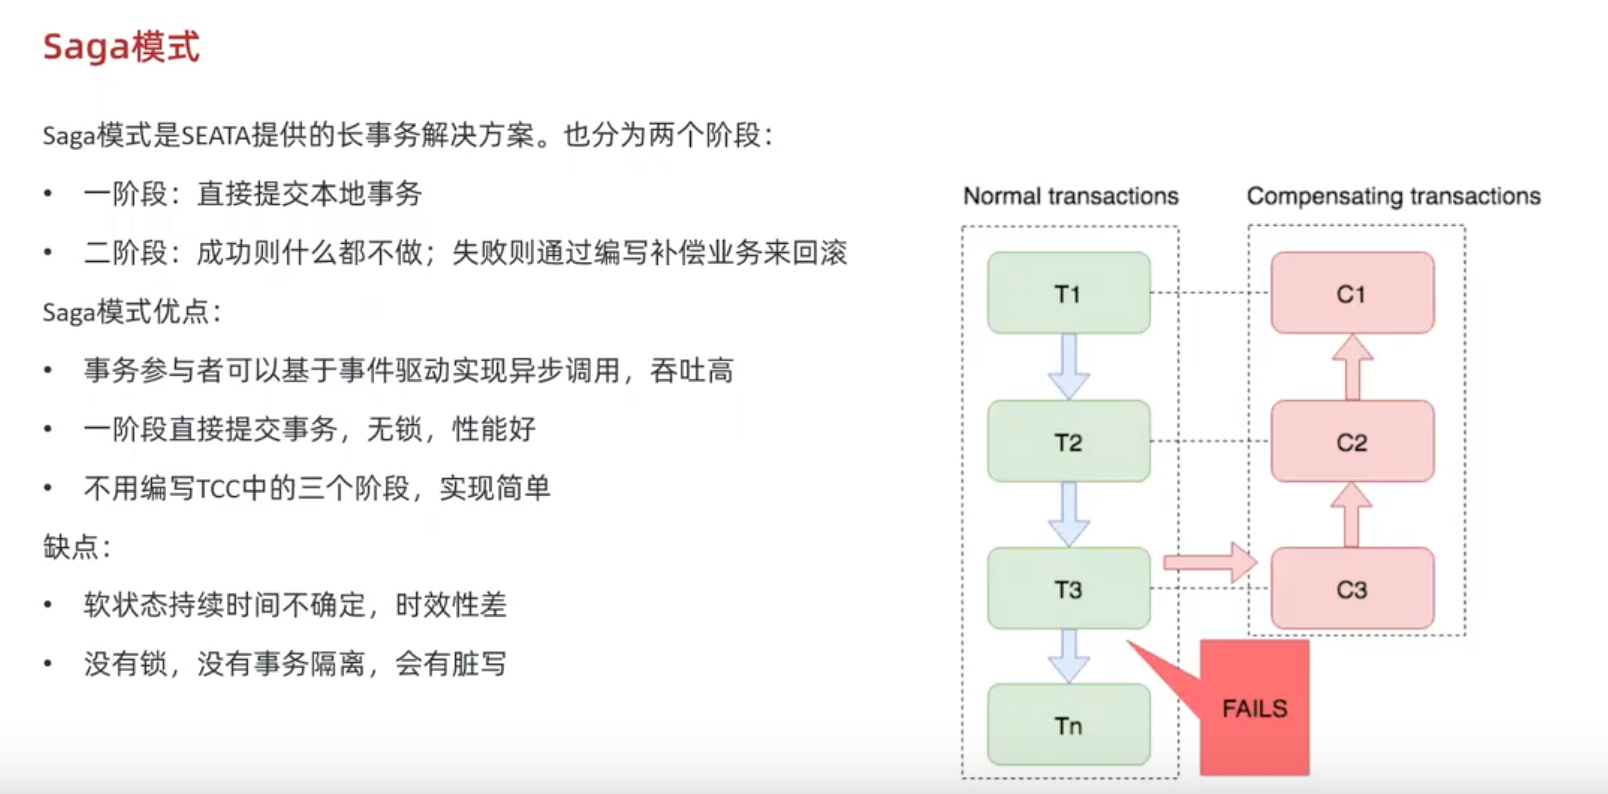 Saga模式
Saga模式是SEATA提供的长事务解决方案。也分为两个阶段：
• 一阶段：直接提交本地事务
• 二阶段：成功则什么都不做；失败则通过编写补偿业务来回滚
Saga模式优点：
• 事务参与者可以基于事件驱动实现异步调用，吞吐高
• 一阶段直接提交事务，无锁，性能好
• 不用编写TCC中的三个阶段，实现简单
缺点：
• 软状态持续时间不确定，时效性差
• 没有锁，没有事务隔离，会有脏写
Normal transactions
Compensating transactions
T1
C1
T2
C2
T3
C3
Tn
FAILS